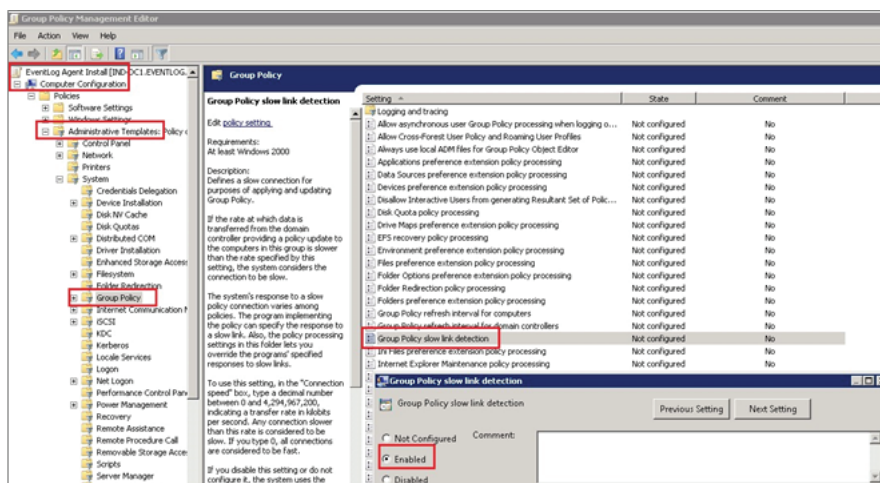 Group Policy Management Editor
File Action View Help
EventLog Agent Install [IND-DC1.EVENTLOG.
Computer Configuration
Policies
Software Settings
Windows Settings
Administrative Templates: Policy
Control Panel
Network
Printers
System
Credentials Delegation
Device Installation
Disk NV Cache
Disk Quotas
Distributed COM
Driver Installation
Enhanced Storage Access
Filesystem
Folder Redirection
Group Policy
Internet Communication
iSCSI
KDC
Kerberos
Locale Services
Logon
Net Logon
Performance Control Pan
Power Management
Recovery
Remote Assistance
Remote Procedure Call
Removable Storage Acce
Scripts
Server Manager
Group Policy
Group Policy slow link detection
Edit policy setting
Requirements:
At least Windows 2000
Description:
Defines a slow connection for
purposes of applying and updating
Group Policy.
If the rate at which data is
transferred from the domain
controller providing a policy update to
the computers in this group is slower
than the rate specified by this
setting, the system considers the
connection to be slow.
The system's response to a slow
policy connection varies among
policies. The program implementing
the policy can specify the response to
a slow link. Also, the policy processing
settings in this folder lets you
override the programs' specified
responses to slow links.
To use this setting, in the "Connection
speed" box, type a decimal number
between 0 and 4,294,967,200,
indicating a transfer rate in kilobits
per second. Any connection slower
than this rate is considered to be
slow. If you type 0, all connections
are considered to be fast.
If you disable this setting or do not
configure it, the system uses the
Setting State Comment
Logging and tracing
Allow asynchronous user Group Policy processing when logging o... Not configured No
Allow Cross-Forest User Policy and Roaming User Profiles Not configured No
Always use local ADM files for Group Policy Object Editor Not configured No
Applications preference extension policy processing Not configured No
Data Sources preference extension policy processing Not configured No
Devices preference extension policy processing Not configured No
Disallow Interactive Users from generating Resultant Set of Polic... Not configured No
Disk Quota policy processing Not configured No
Drive Maps preference extension policy processing Not configured No
EFS recovery policy processing Not configured No
Environment preference extension policy processing Not configured No
Files preference extension policy processing Not configured No
Folder Options preference extension policy processing Not configured No
Folder Redirection policy processing Not configured No
Folders preference extension policy processing Not configured No
Group Policy refresh interval for computers Not configured No
Group Policy refresh interval for domain controllers Not configured No
Group Policy slow link detection Not configured No
Ini Files preference extension policy processing Not configured No
Internet Explorer Maintenance policy processing Not configured No
Group Policy slow link detection
Group Policy slow link detection
Previous Setting Next Setting
Not Configured Comment:
Enabled
Disabled